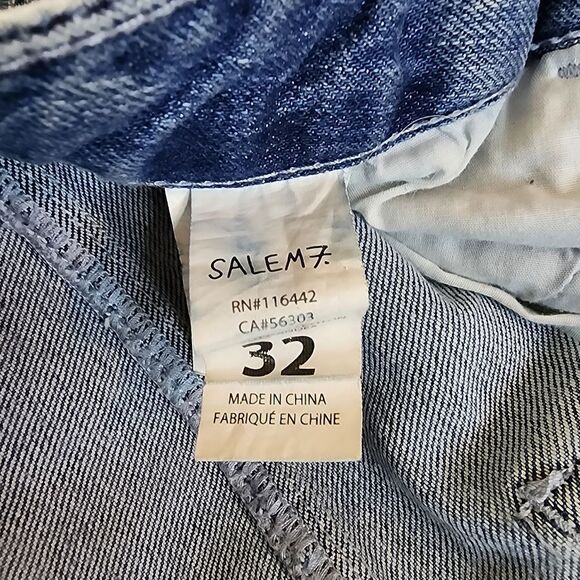 SALEM7.
RN#116442
CA#56303
32
MADE IN CHINA
FABRIQUÉ EN CHINE